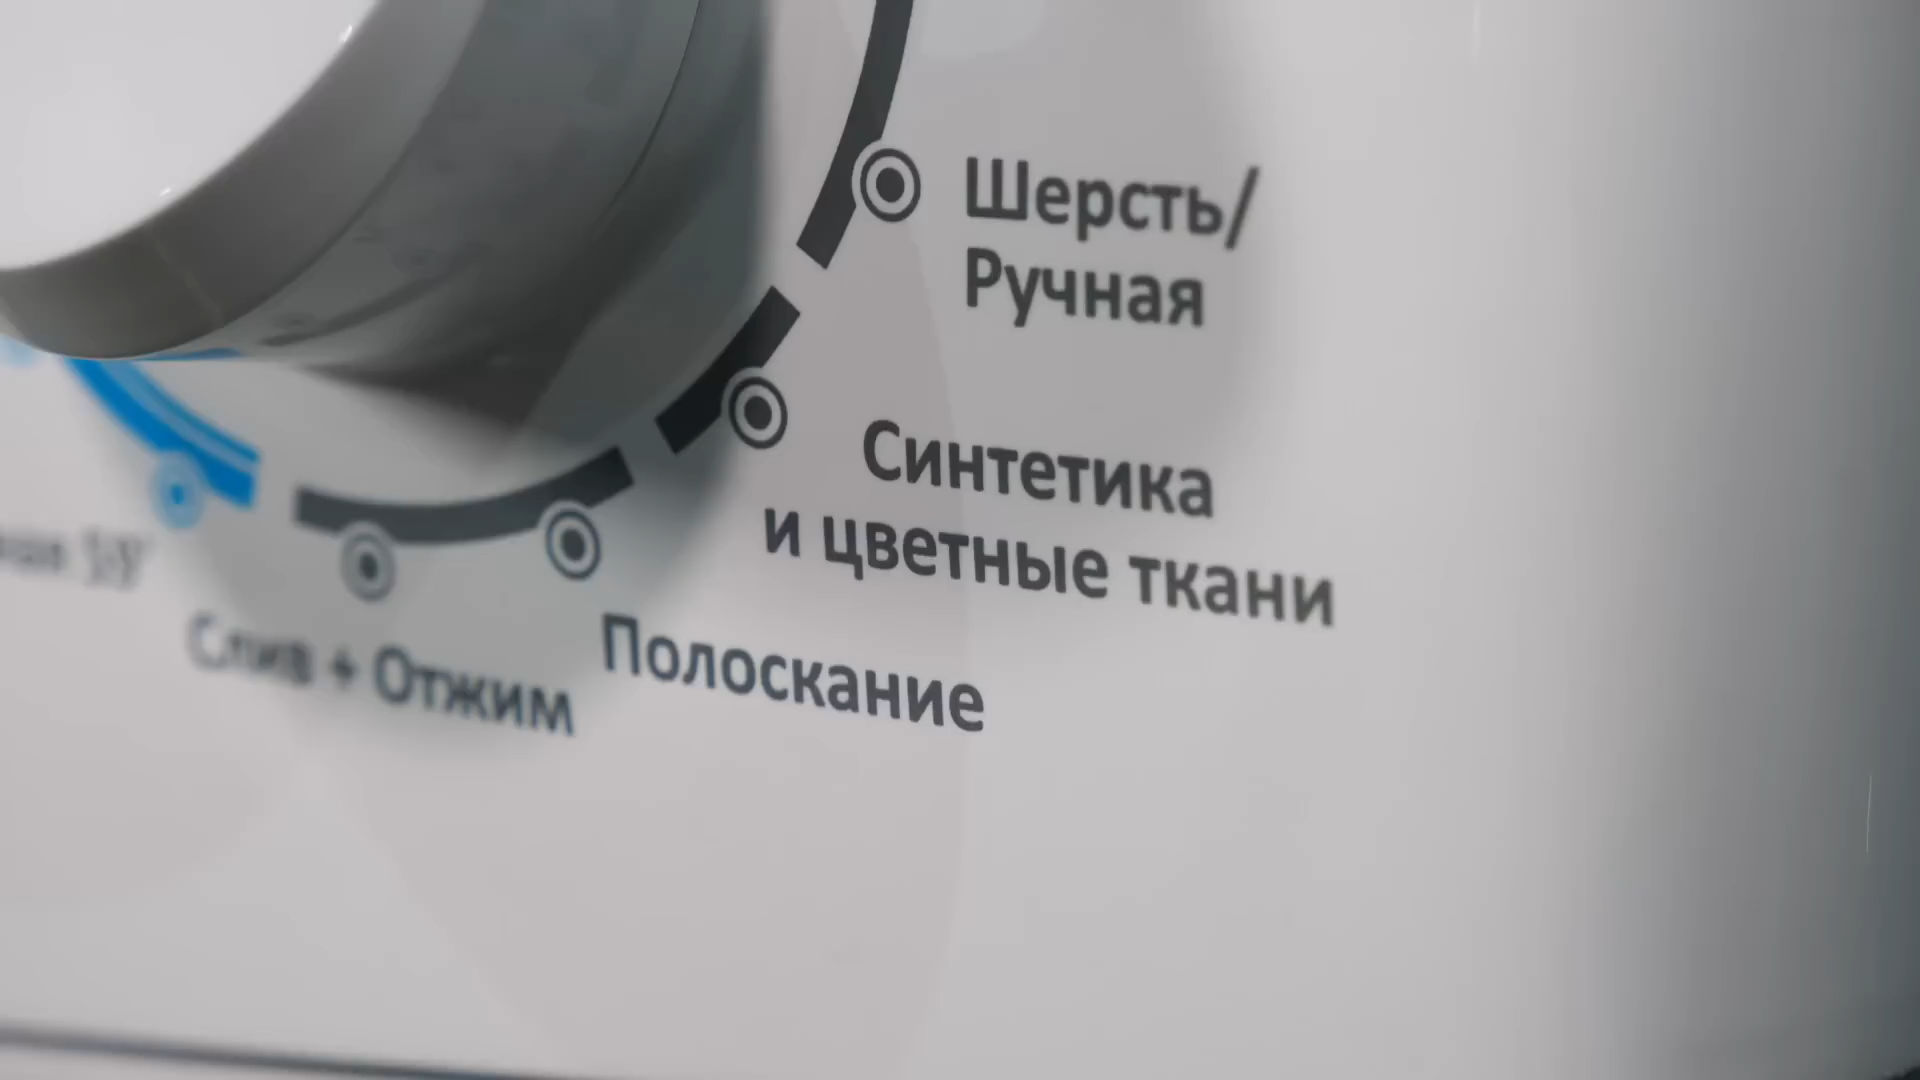 Шерсть/
Ручная
Синтетика
и цветные ткани
Полоскание
Слив + Отжим